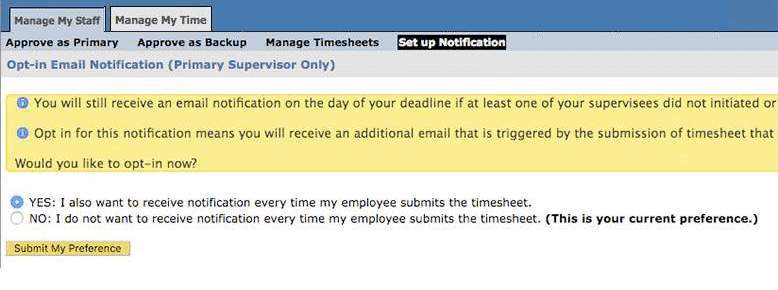 Manage My Staff Manage My Time
Approve as Primary Approve as Backup Manage Timesheets Set up Notification
Opt-in Email Notification (Primary Supervisor Only)
You will still receive an email notification on the day of your deadline if at least one of your supervisees did not initiated or
Opt in for this notification means you will receive an additional email that is triggered by the submission of timesheet that
Would you like to opt-in now?
YES: I also want to receive notification every time my employee submits the timesheet.
NO: I do not want to receive notification every time my employee submits the timesheet. (This is your current preference.)
Submit My Preference